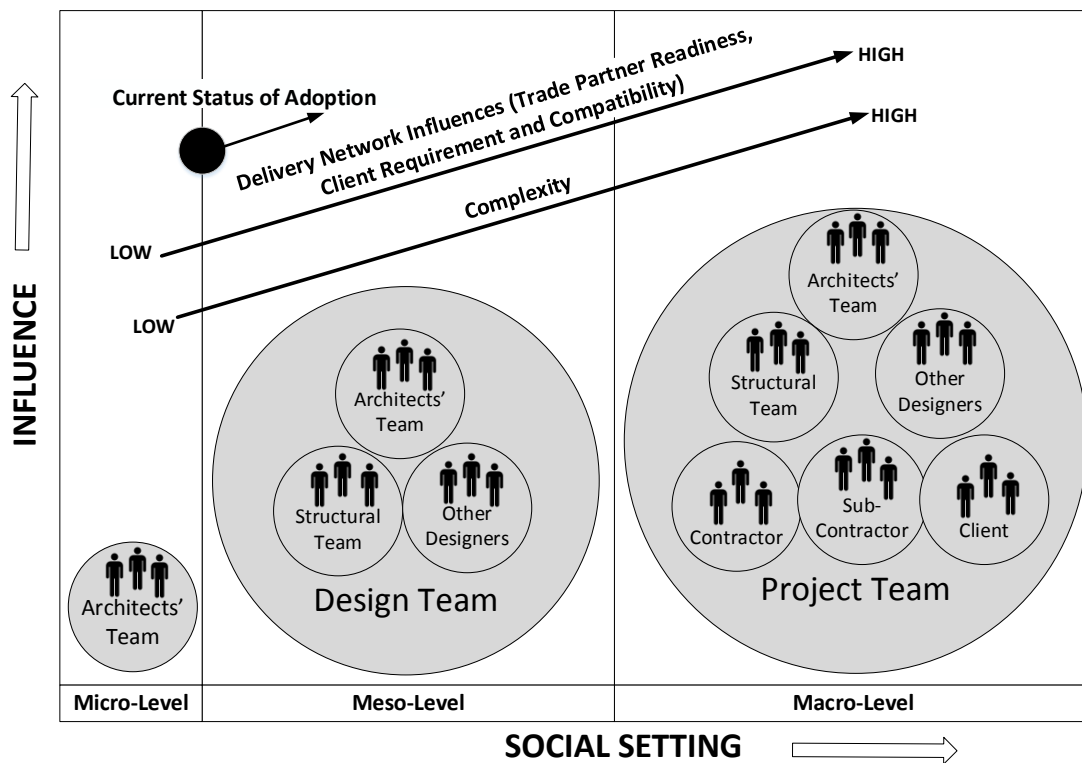 Current Status of Adoption
Delivery Network Influences (Trade Partner Readiness,
Client Requirement and Compatibility)
HIGH
Complexity
HIGH
LOW
LOW
INFLUENCE
Architects’
Team
Architects’
Team
Structural
Team
Other
Designers
Design Team
Architects’
Team
Structural
Team
Other
Designers
Contractor
Sub-
Contractor
Client
Project Team
Micro-Level
Meso-Level
Macro-Level
SOCIAL SETTING